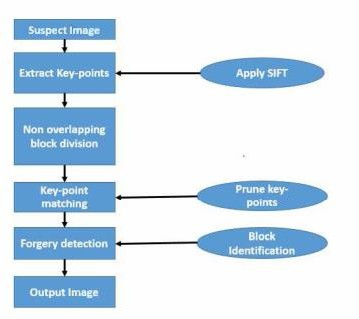 Suspect Image
Extract Key-points
Apply SIFT
Non overlapping
block division
Key-point
matching
Prune key-
points
Forgery detection
Block
Identification
Output Image